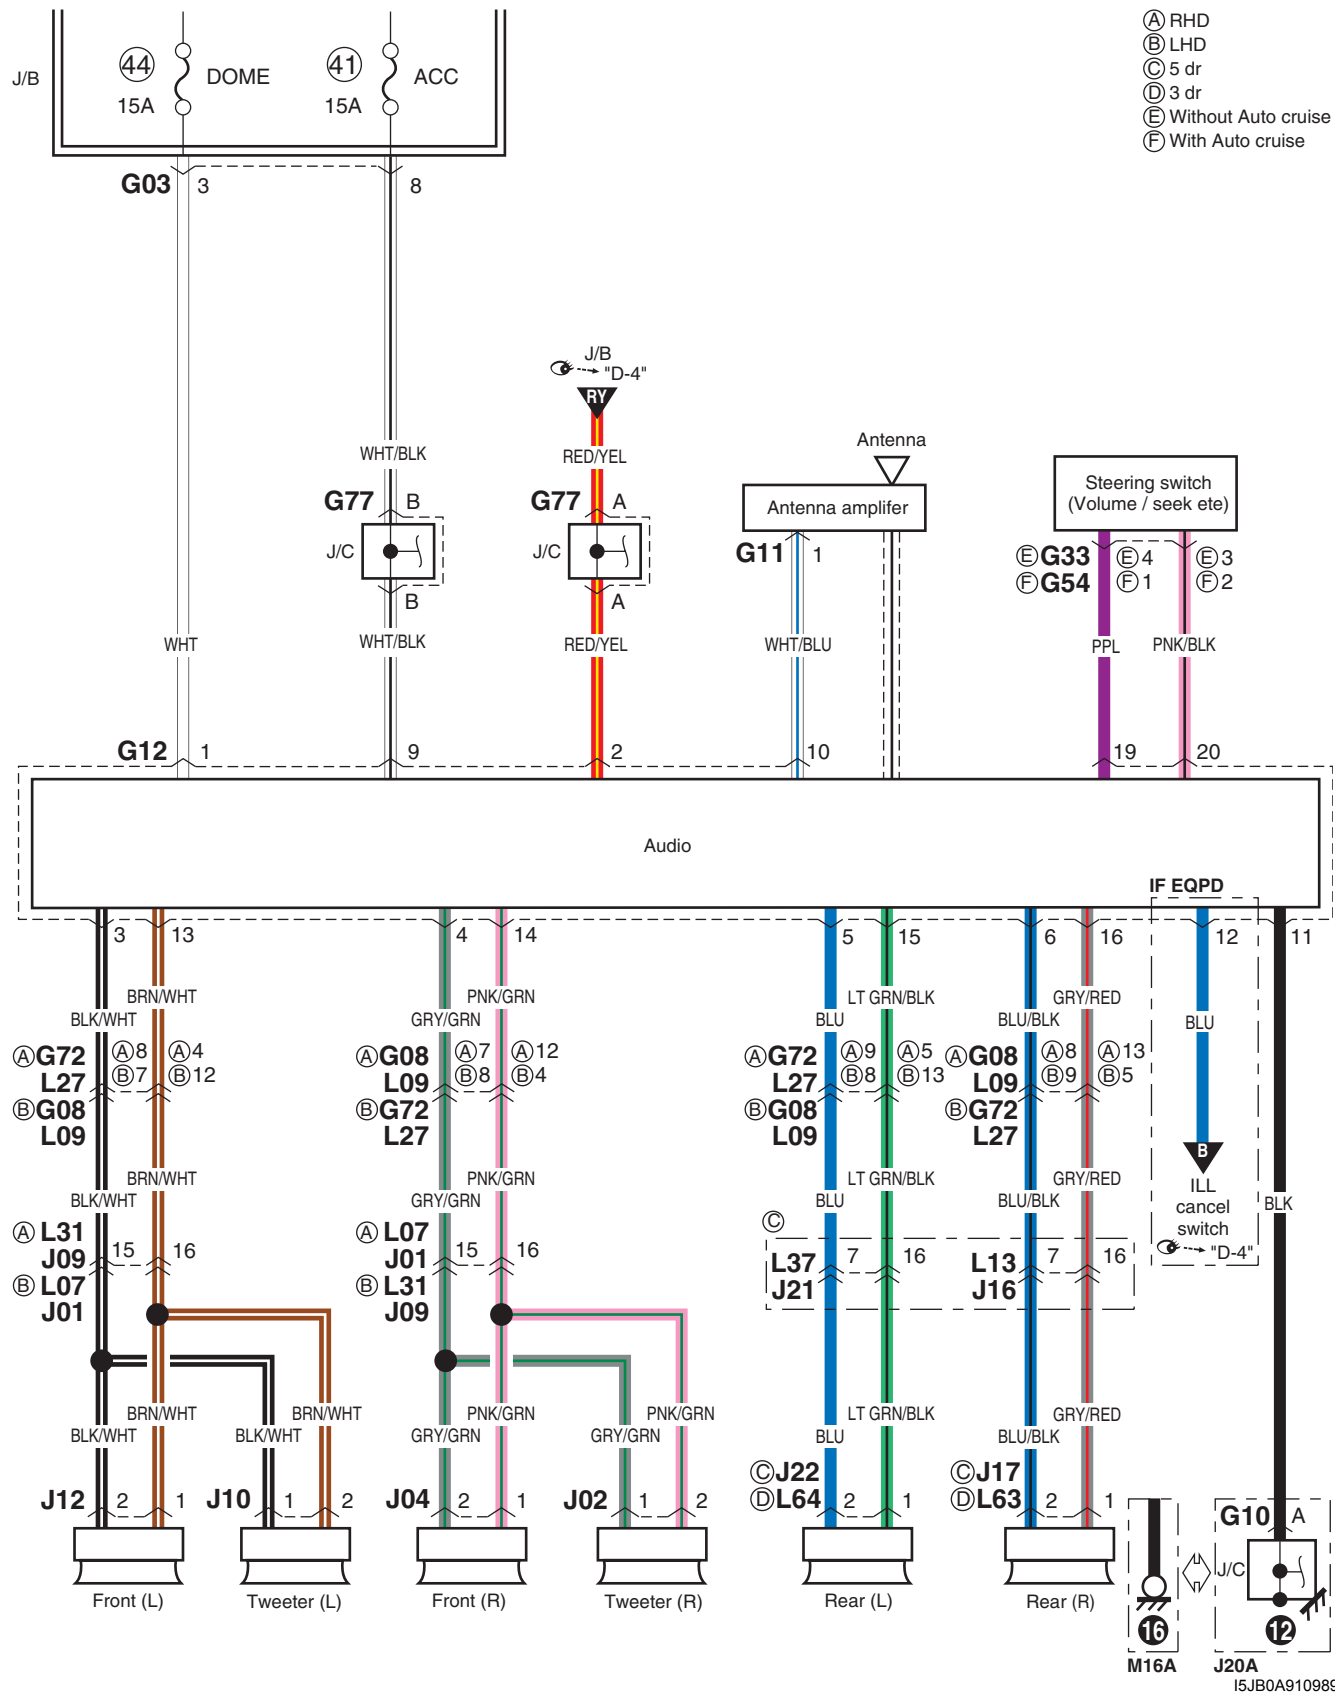 Ⓐ RHD
Ⓑ LHD
Ⓒ 5 dr
Ⓓ 3 dr
Ⓔ Without Auto cruise
Ⓕ With Auto cruise
J/B
44 DOME 41 ACC
15A 15A
G03 3 8
J/B
"D-4"
RY
Antenna
WHT/BLK RED/YEL
Steering switch
(Volume / seek ete)
Antenna amplifer
G77 B G77 A
J/C J/C
G11 1
ⒺG33 Ⓔ4 Ⓔ3
ⒻG54 Ⓕ1 Ⓕ2
B A
WHT WHT/BLK RED/YEL WHT/BLU PPL PNK/BLK
G12 1 9 2 10 19 20
Audio
IF EQPD
3 13 4 14 5 15 6 16 12 11
BRN/WHT PNK/GRN LT GRN/BLK GRY/RED
BLK/WHT GRY/GRN BLU BLU/BLK BLU
ⒶG72 Ⓐ8 Ⓐ4 ⒶG08 Ⓐ7 Ⓐ12 ⒶG72 Ⓐ9 Ⓐ5 ⒶG08 Ⓐ8 Ⓐ13
L27 Ⓑ7 Ⓑ12 L09 Ⓑ8 Ⓑ4 L27 Ⓑ8 Ⓑ13 L09 Ⓑ9 Ⓑ5
ⒷG08 ⒷG72 ⒷG08 ⒷG72
L09 L27 L09 L27
B
BRN/WHT PNK/GRN LT GRN/BLK GRY/RED
BLK/WHT GRY/GRN BLU BLU/BLK
ILL
cancel
switch
"D-4"
BLK
Ⓒ
Ⓐ L31 Ⓐ L07
J09 15 16 J01 15 16 L37 7 16 L13 7 16
Ⓑ L07 Ⓑ L31 J21 J16
J01 J09
BRN/WHT BRN/WHT PNK/GRN PNK/GRN LT GRN/BLK GRY/RED
BLK/WHT BLK/WHT GRY/GRN GRY/GRN BLU BLU/BLK
ⒸJ22 ⒸJ17
J12 2 1 J10 1 2 J04 2 1 J02 1 2 ⒹL64 2 1 ⒹL63 2 1
G10 A
J/C
Front (L) Tweeter (L) Front (R) Tweeter (R) Rear (L) Rear (R)
16 12
M16A J20A
I5JB0A910989